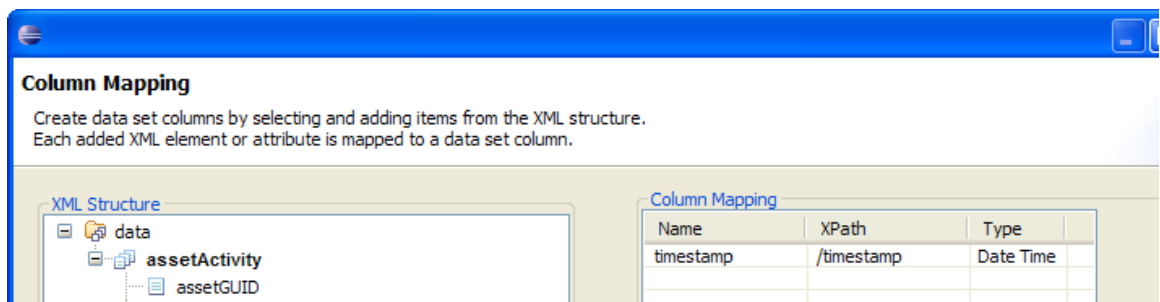 Column Mapping
Create data set columns by selecting and adding items from the XML structure.
Each added XML element or attribute is mapped to a data set column.
XML Structure
data
assetActivity
assetGUID
Column Mapping
Name XPath Type
timestamp /timestamp Date Time